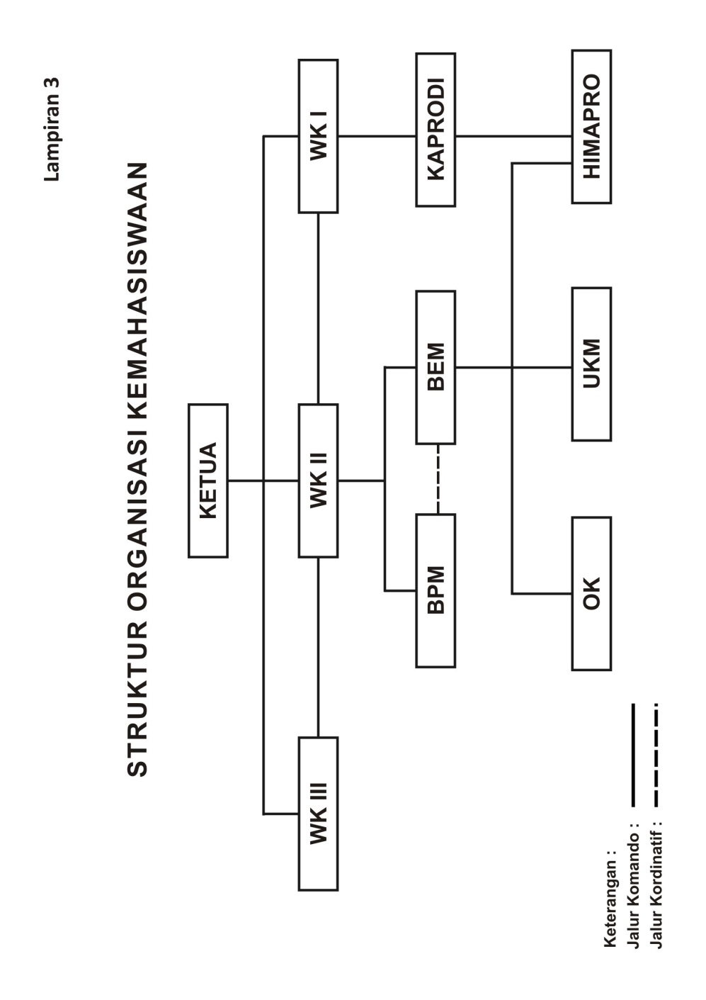 Lampiran 3
STRUKTUR ORGANISASI KEMAHASISWAAN
KETUA
WK III
WK II
WK I
BPM
BEM
KAPRODI
OK
UKM
HIMAPRO
Keterangan :
Jalur Komando :
Jalur Kordinatif :